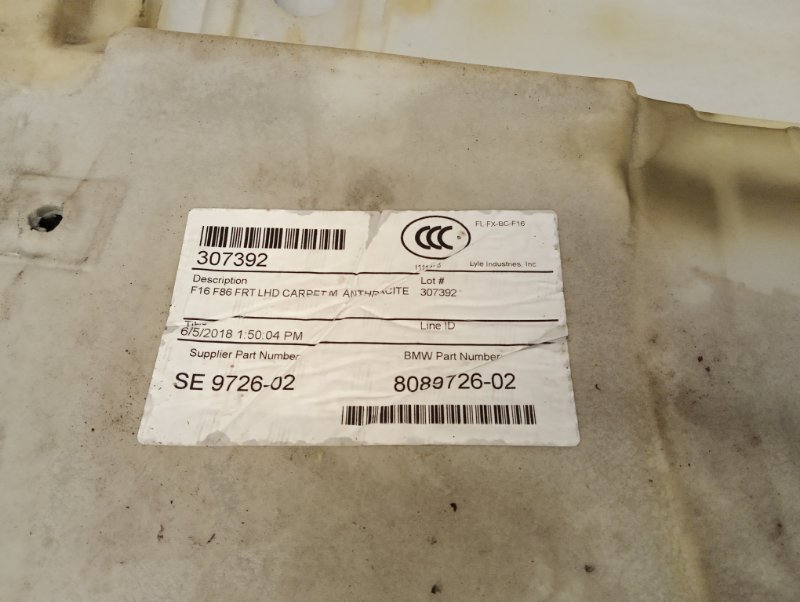 CCC
FL-FX-BC-F16
307392
Lyle Industries, Inc.
Description
Lot #
F16 F86 FRT LHD CARPET M, ANTHRACITE
307392
6/5/2018 1:50:04 PM
Line ID
Supplier Part Number
BMW Part Number
SE 9726-02
8089726-02